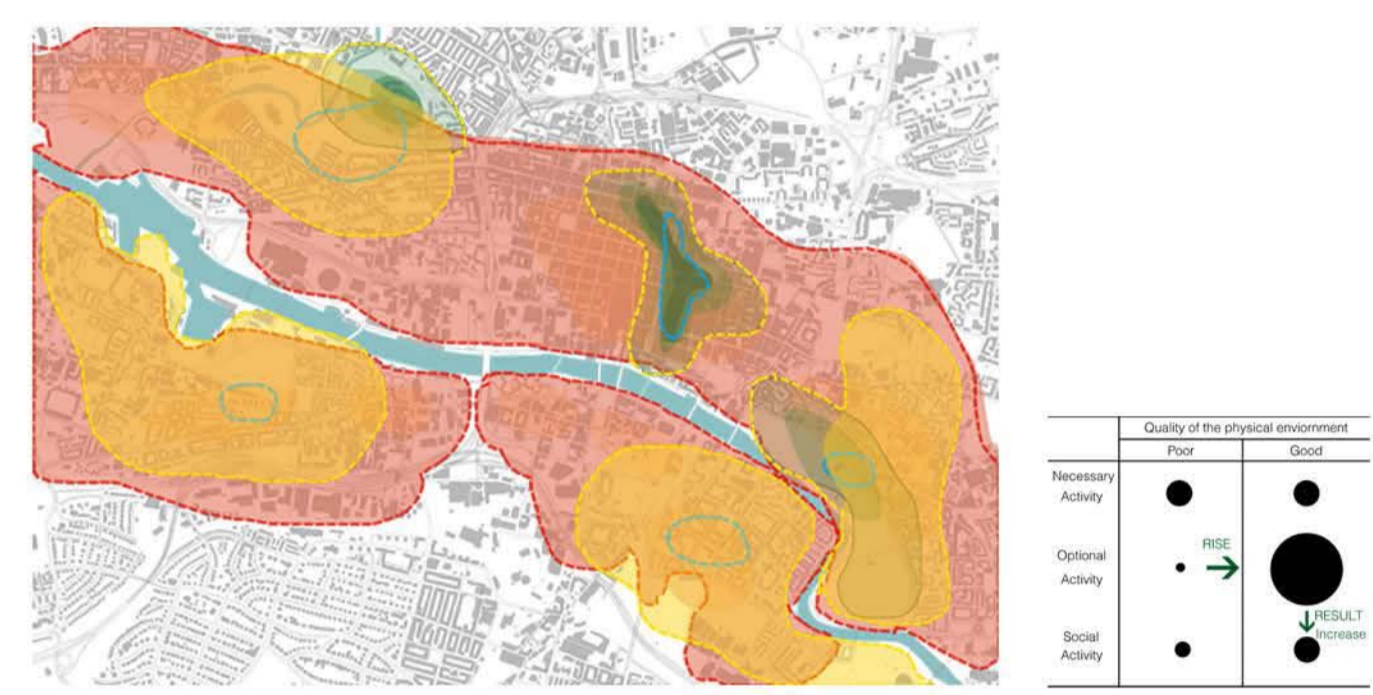 Quality of the physical enviornment
Poor
Good
Necessary
Activity
RISE
Optional
Activity
RESULT
Increase
Social
Activity